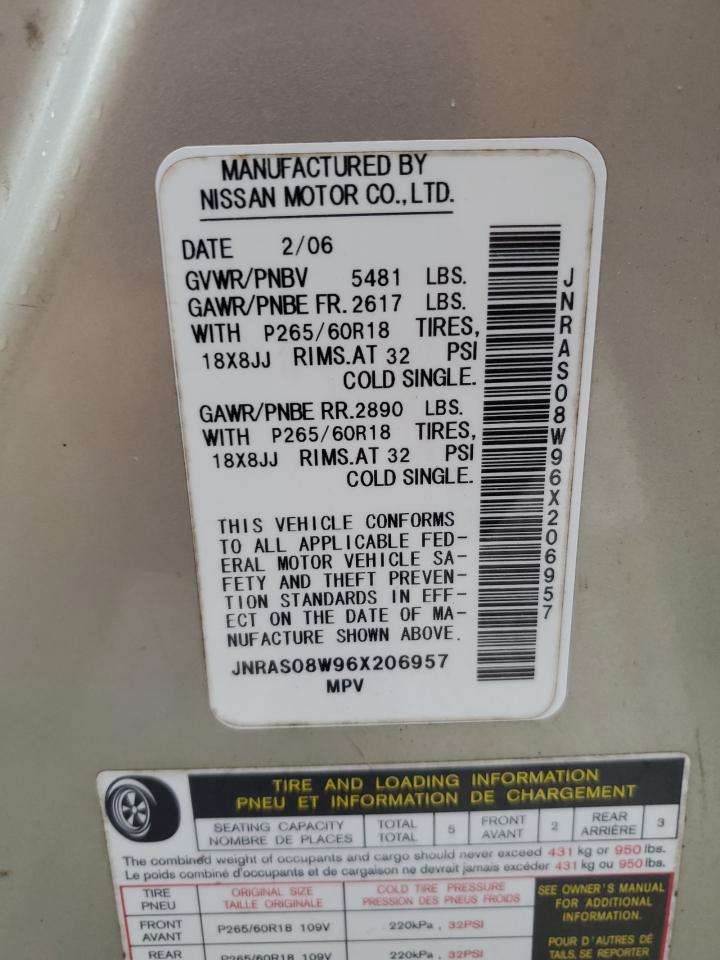 MANUFACTURED BY
NISSAN MOTOR CO.,LTD.
DATE 2/06
GVWR/PNBV 5481 LBS.
GAWR/PNBE FR. 2617 LBS.
WITH P265/60R18 TIRES,
18X8JJ RIMS.AT 32 PSI
COLD SINGLE.
GAWR/PNBE RR. 2890 LBS.
WITH P265/60R18 TIRES,
18X8JJ RIMS.AT 32 PSI
COLD SINGLE.
THIS VEHICLE CONFORMS
TO ALL APPLICABLE FED-
ERAL MOTOR VEHICLE SA-
FETY AND THEFT PREVEN-
TION STANDARDS IN EFF-
ECT ON THE DATE OF MA-
NUFACTURE SHOWN ABOVE.
JNRAS08W96X206957
MPV
JNRAS08W96X206957
TIRE AND LOADING INFORMATION
PNEU ET INFORMATION DE CHARGEMENT
SEATING CAPACITY TOTAL 5 FRONT 2 REAR 3
NOMBRE DE PLACES TOTAL AVANT ARRIÈRE
The combined weight of occupants and cargo should never exceed 431 kg or 950 lbs.
Le poids combiné d'occupants et de cargaison ne devrait jamais excéder 431 kg ou 950 lbs.
TIRE ORIGINAL SIZE COLD TIRE PRESSURE
PNEU TAILLE ORIGINALE PRESSION DES PNEUS FROIDS
FRONT
AVANT P265/60R18 109V 220kPa , 32PSI
REAR P265/60R18 109V 220kPa , 32PSI
SEE OWNER'S MANUAL
FOR ADDITIONAL
INFORMATION.
POUR D'AUTRES DÉ
TAILS, SE REPORTER